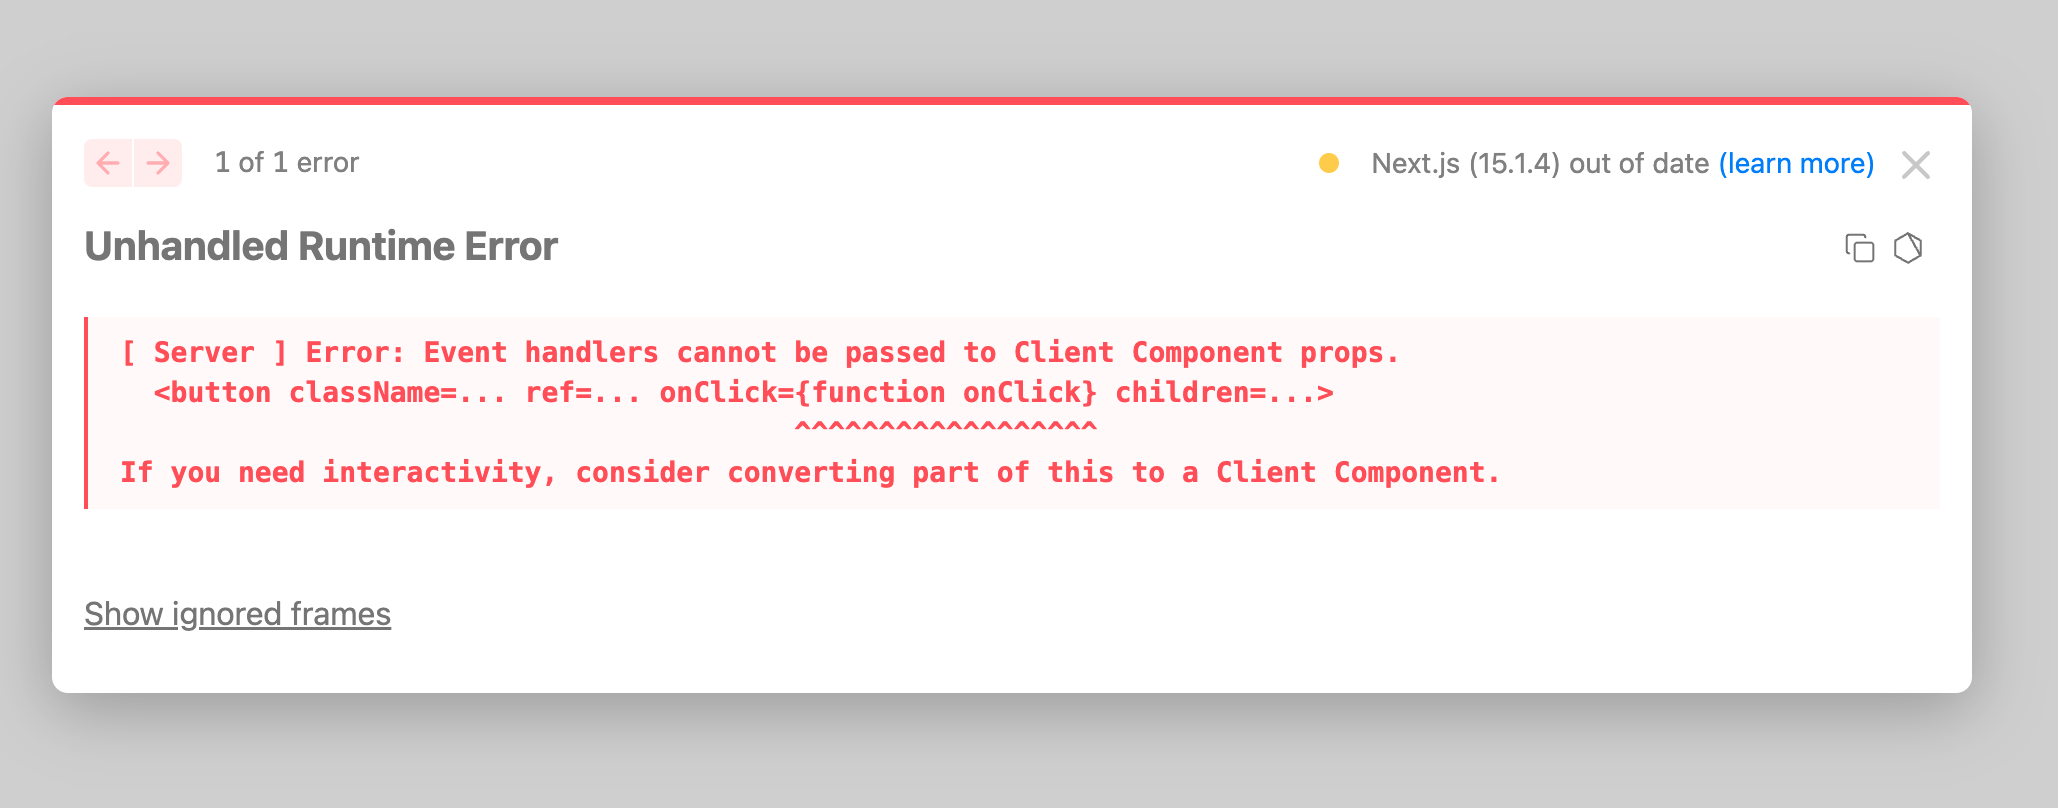 1 of 1 error
Next.js (15.1.4) out of date (learn more)
Unhandled Runtime Error
[ Server ] Error: Event handlers cannot be passed to Client Component props.
  <button className=... ref=... onClick={function onClick} children=...>
                                        ^^^^^^^^^^^^^^^^^^
If you need interactivity, consider converting part of this to a Client Component.
Show ignored frames